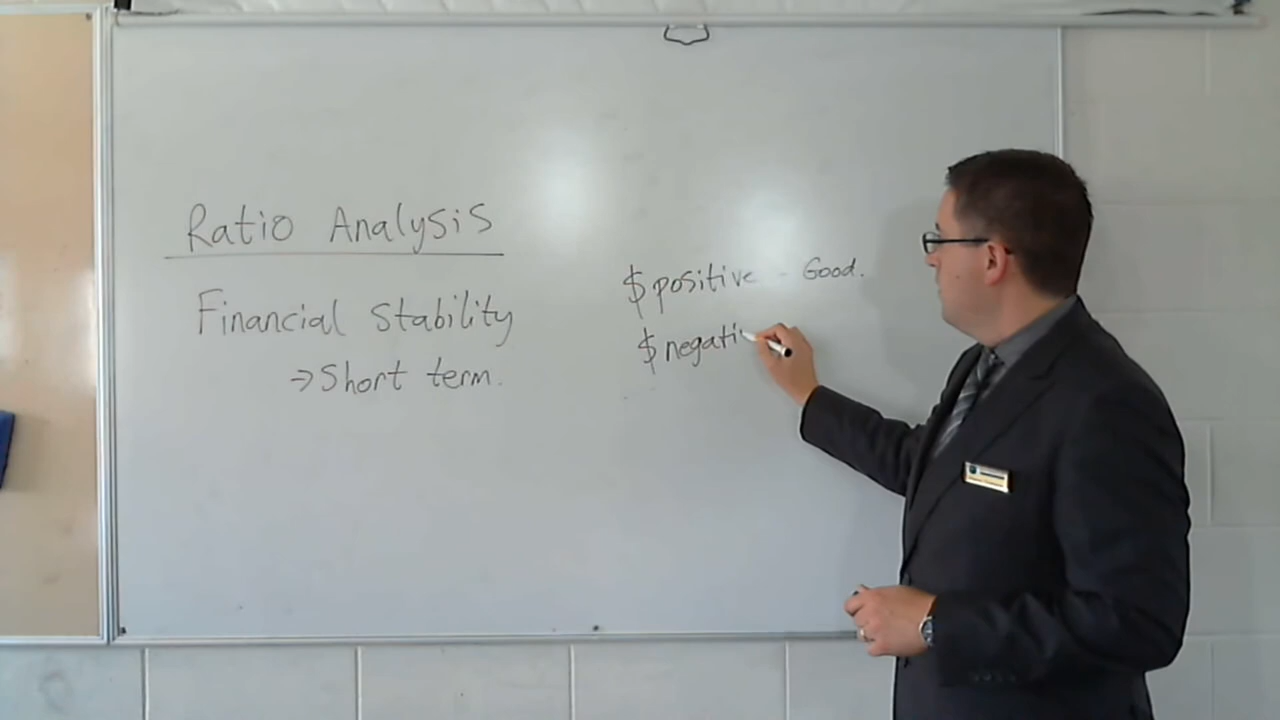 Ratio Analysis
Financial Stability
→ Short term.
$ positive - Good.
$ negati